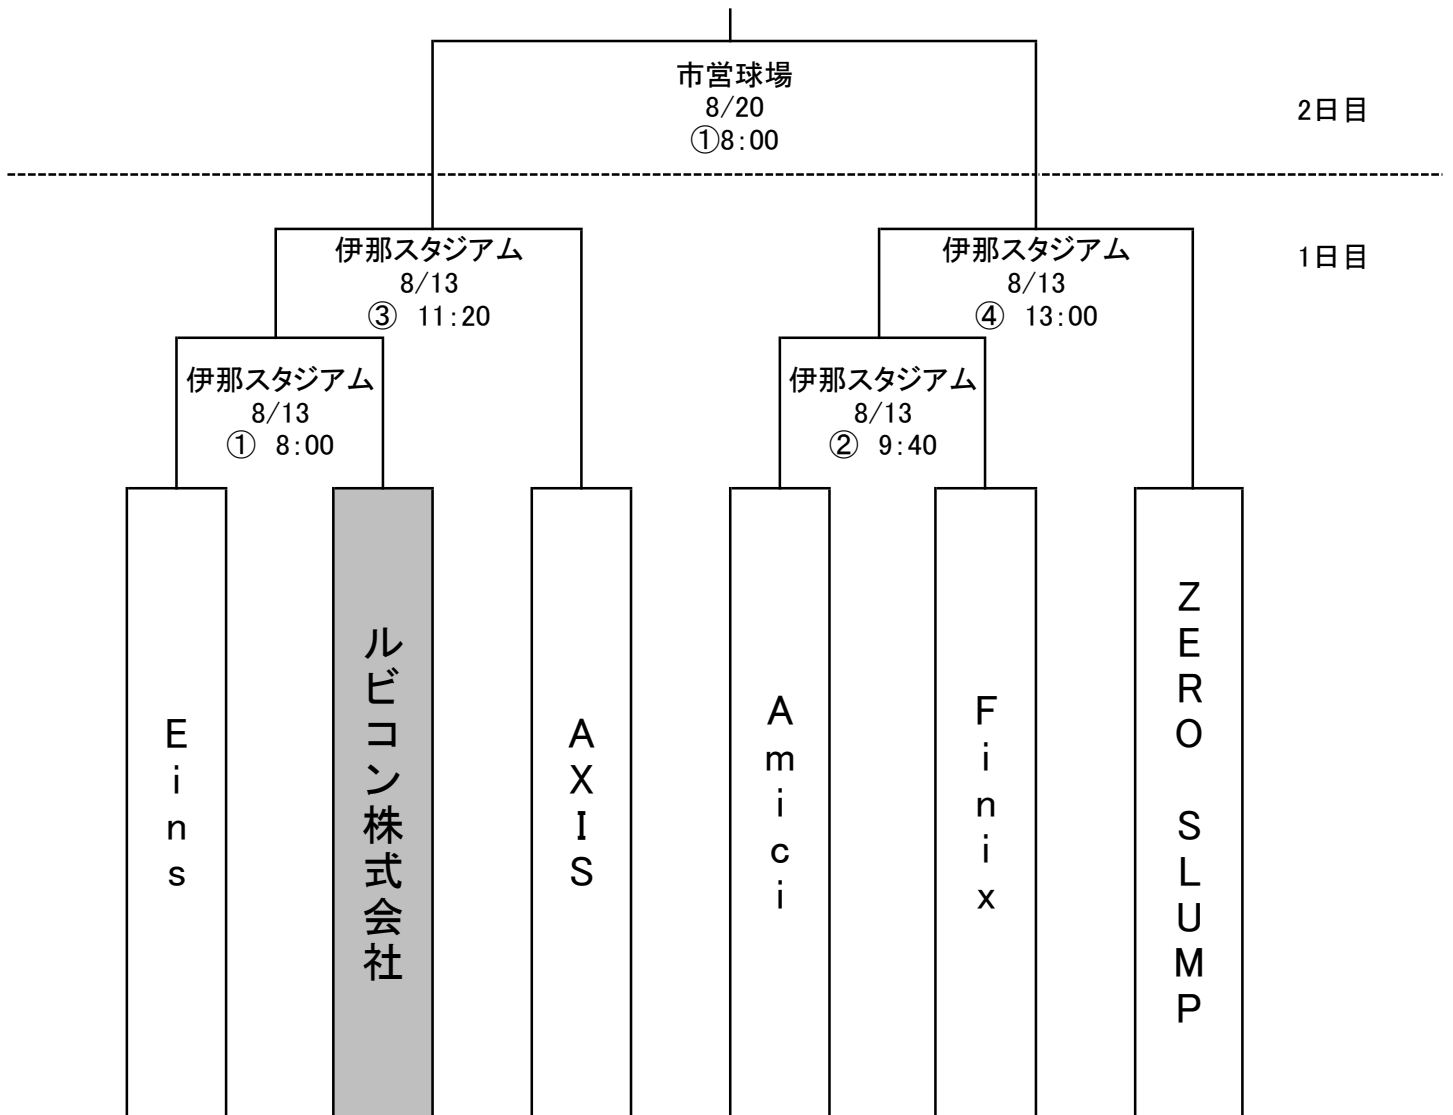 市営球場
8/20
①8:00
2日目
伊那スタジアム
8/13
③ 11:20
伊那スタジアム
8/13
④ 13:00
1日目
伊那スタジアム
8/13
① 8:00
伊那スタジアム
8/13
② 9:40
Eins
ルビコン株式会社
AXIS
Amici
Finix
ZERO SLUMP